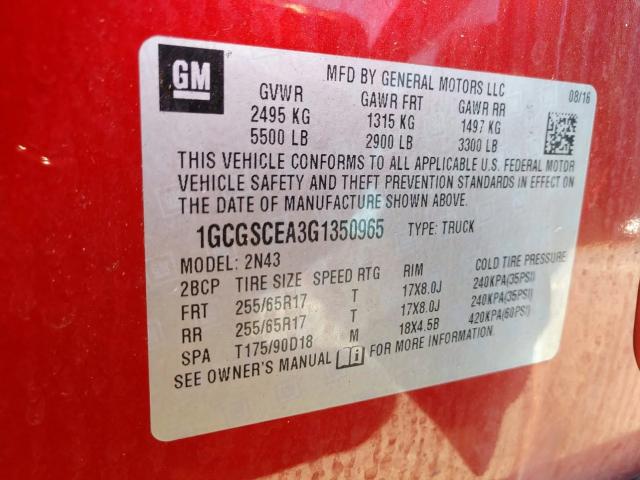 GM
MFD BY GENERAL MOTORS LLC
08/16
GVWR GAWR FRT GAWR RR
2495 KG 1315 KG 1497 KG
5500 LB 2900 LB 3300 LB
THIS VEHICLE CONFORMS TO ALL APPLICABLE U.S. FEDERAL MOTOR
VEHICLE SAFETY AND THEFT PREVENTION STANDARDS IN EFFECT ON
THE DATE OF MANUFACTURE SHOWN ABOVE.
1GCGSCEA3G1350965 TYPE: TRUCK
MODEL: 2N43
2BCP TIRE SIZE SPEED RTG RIM COLD TIRE PRESSURE
FRT 255/65R17 T 17X8.0J 240KPA(35PSI)
RR 255/65R17 T 17X8.0J 240KPA(35PSI)
SPA T175/90D18 M 18X4.5B 420KPA(60PSI)
SEE OWNER'S MANUAL FOR MORE INFORMATION.